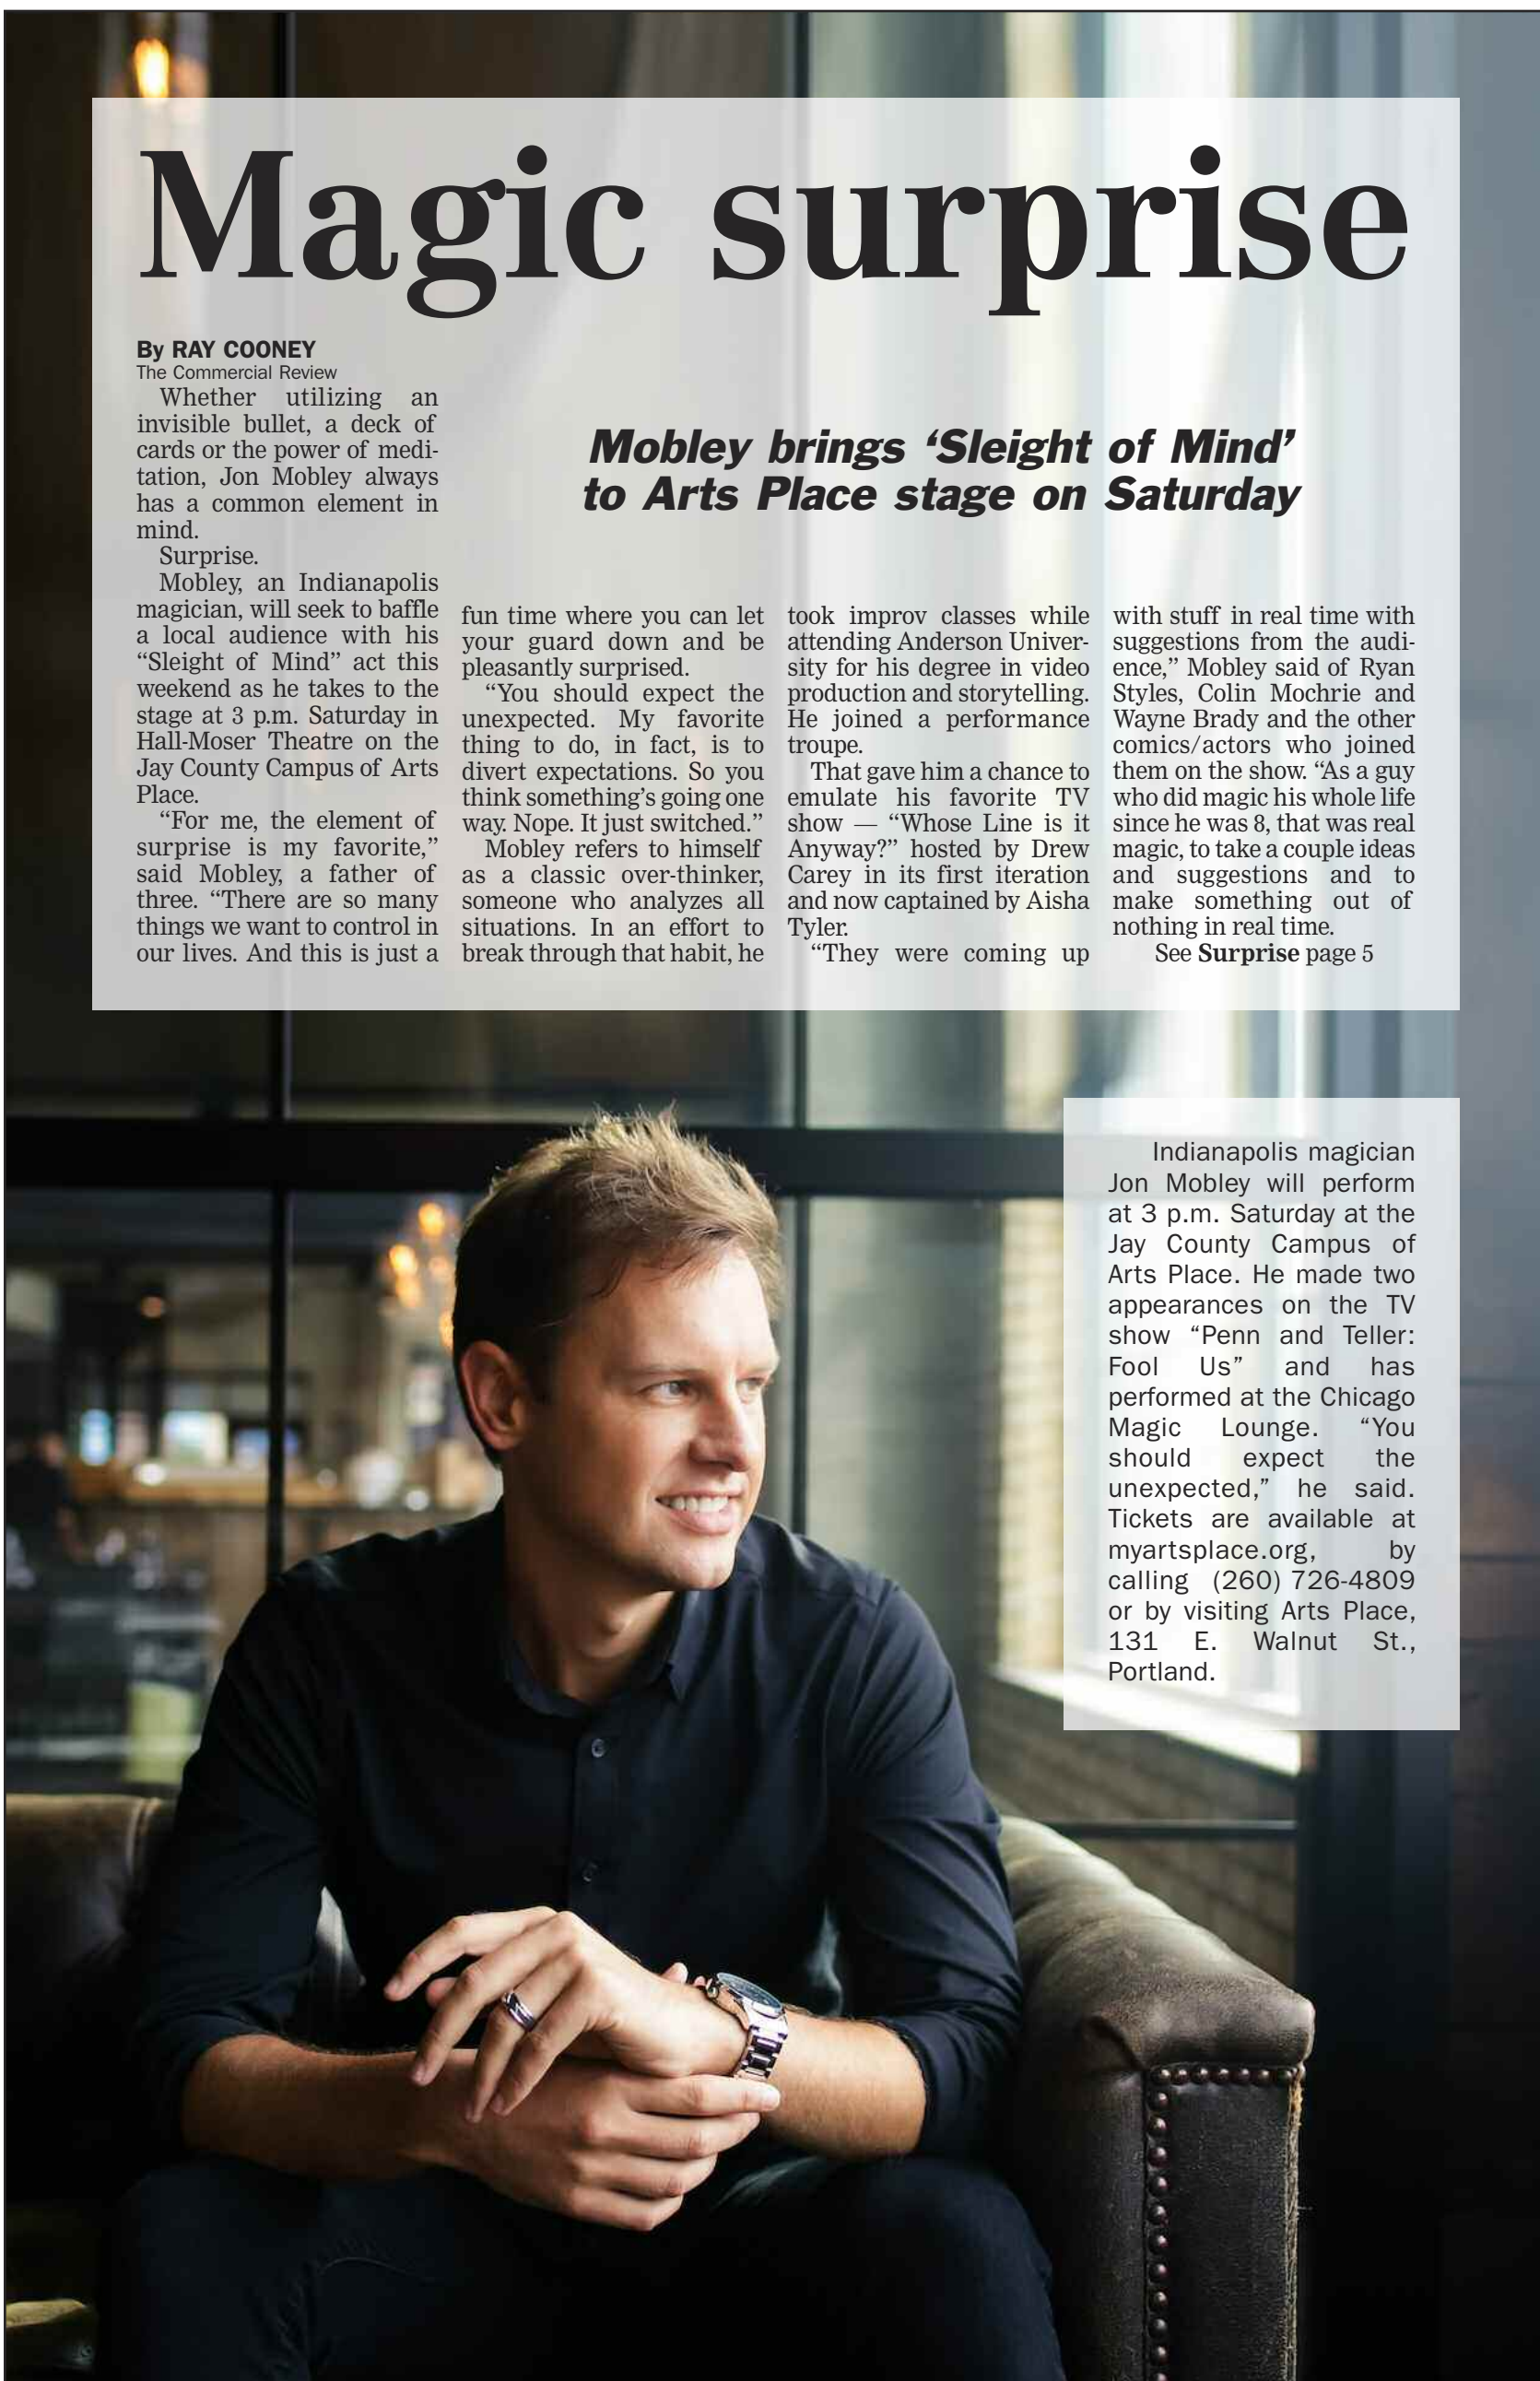 Magic surprise
By RAY COONEY
The Commercial Review
Whether utilizing an
invisible bullet, a deck of
cards or the power of medi-
tation, Jon Mobley always
has a common element in
mind.
Surprise.
Mobley, an Indianapolis
magician, will seek to baffle
a local audience with his
“Sleight of Mind” act this
weekend as he takes to the
stage at 3 p.m. Saturday in
Hall-Moser Theatre on the
Jay County Campus of Arts
Place.
“For me, the element of
surprise is my favorite,”
said Mobley, a father of
three. “There are so many
things we want to control in
our lives. And this is just a
Mobley brings ‘Sleight of Mind’
to Arts Place stage on Saturday
fun time where you can let
your guard down and be
pleasantly surprised.
“You should expect the
unexpected. My favorite
thing to do, in fact, is to
divert expectations. So you
think something’s going one
way. Nope. It just switched.”
Mobley refers to himself
as a classic over-thinker,
someone who analyzes all
situations. In an effort to
break through that habit, he
took improv classes while
attending Anderson Univer-
sity for his degree in video
production and storytelling.
He joined a performance
troupe.
That gave him a chance to
emulate his favorite TV
show — “Whose Line is it
Anyway?” hosted by Drew
Carey in its first iteration
and now captained by Aisha
Tyler.
“They were coming up
with stuff in real time with
suggestions from the audi-
ence,” Mobley said of Ryan
Styles, Colin Mochrie and
Wayne Brady and the other
comics/actors who joined
them on the show. “As a guy
who did magic his whole life
since he was 8, that was real
magic, to take a couple ideas
and suggestions and to
make something out of
nothing in real time.
See Surprise page 5
Indianapolis magician
Jon Mobley will perform
at 3 p.m. Saturday at the
Jay County Campus of
Arts Place. He made two
appearances on the TV
show “Penn and Teller:
Fool Us” and has
performed at the Chicago
Magic Lounge. “You
should expect the
unexpected,” he said.
Tickets are available at
myartsplace.org, by
calling (260) 726-4809
or by visiting Arts Place,
131 E. Walnut St.,
Portland.